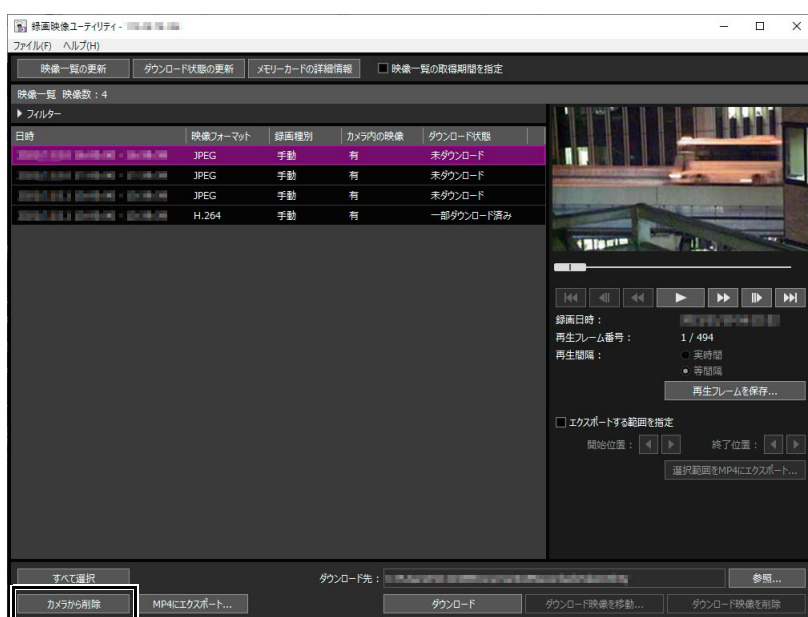 録画映像ユーティリティ -
ファイル(F) ヘルプ(H)
映像一覧の更新 ダウンロード状態の更新 メモリーカードの詳細情報 映像一覧の取得期間を指定
映像一覧 映像数：4
フィルター
日時 映像フォーマット 録画種別 カメラ内の映像 ダウンロード状態
JPEG 手動 有 未ダウンロード
JPEG 手動 有 未ダウンロード
JPEG 手動 有 未ダウンロード
H.264 手動 有 一部ダウンロード済み
録画日時：
再生フレーム番号： 1 / 494
再生間隔： 実時間
等間隔
再生フレームを保存...
エクスポートする範囲を指定
開始位置： 終了位置：
選択範囲をMP4にエクスポート...
すべて選択 ダウンロード先： 参照...
カメラから削除 MP4にエクスポート... ダウンロード ダウンロード映像を移動... ダウンロード映像を削除